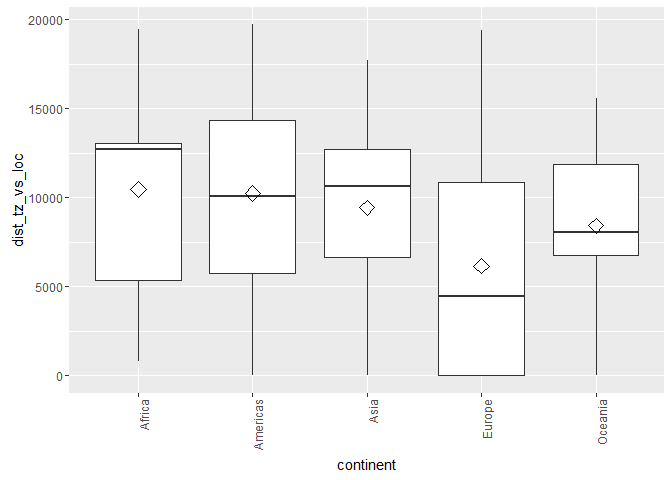 20000
15000
10000
5000
0
dist_tz_vs_loc
Africa
Americas
Asia
Europe
Oceania
continent